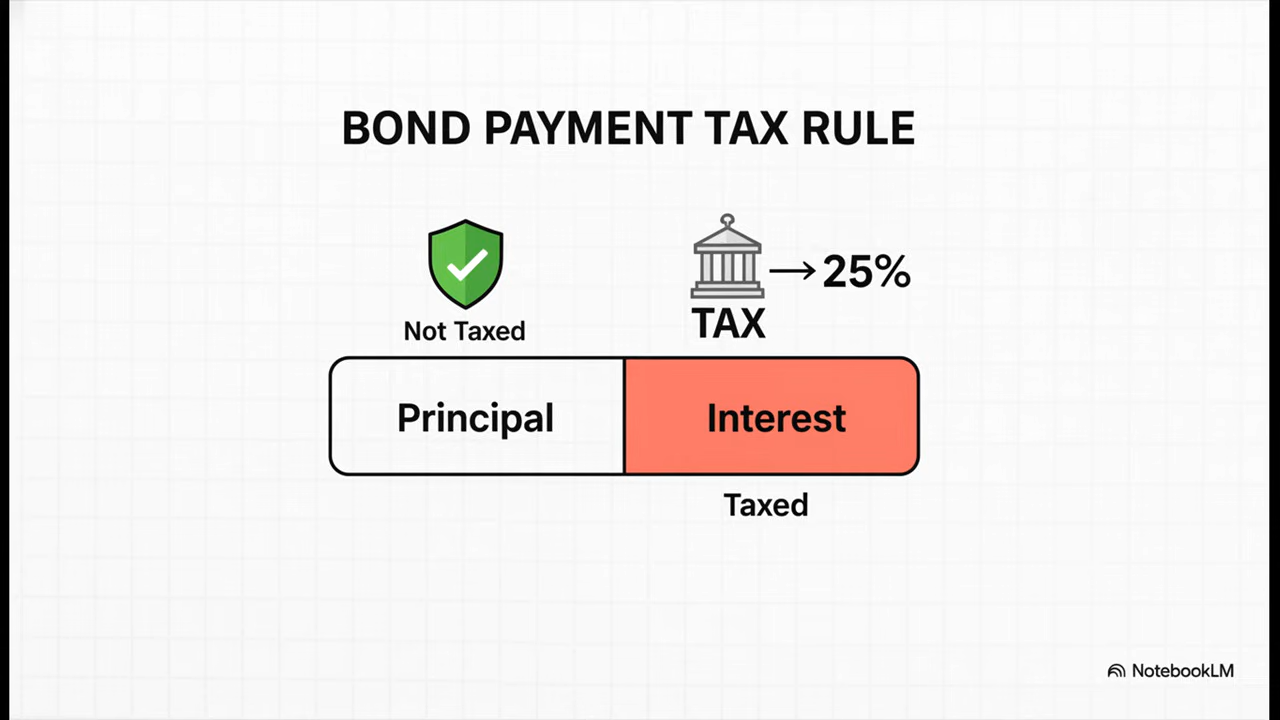 BOND PAYMENT TAX RULE
25%
Not Taxed
TAX
Principal
Interest
Taxed
NotebookLM